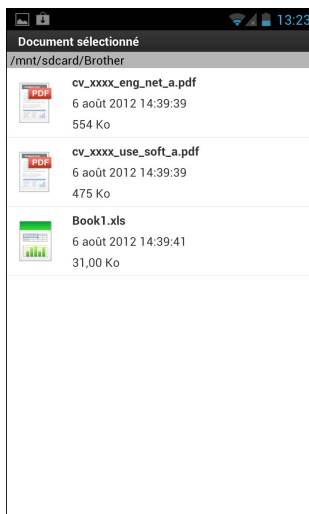 13:23
Document sélectionné
/mnt/sdcard/Brother
PDF
cv_xxxx_eng_net_a.pdf
6 août 2012 14:39:39
554 Ko
PDF
cv_xxxx_use_soft_a.pdf
6 août 2012 14:39:39
475 Ko
Book1.xls
6 août 2012 14:39:41
31,00 Ko